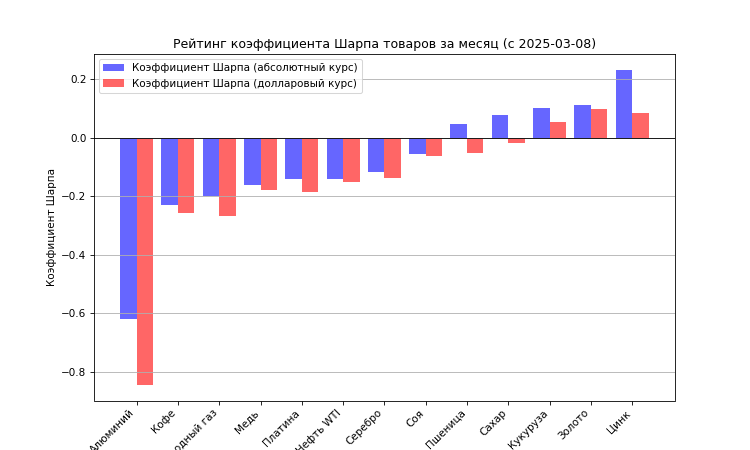 Рейтинг коэффициента Шарпа товаров за месяц (с 2025-03-08)
Коэффициент Шарпа (абсолютный курс)
Коэффициент Шарпа (долларовый курс)
Коэффициент Шарпа
0.2
0.0
−0.2
−0.4
−0.6
−0.8
Алюминий
Кофе
одный газ
Медь
Платина
Нефть WTI
Серебро
Соя
Пшеница
Сахар
Кукуруза
Золото
Цинк